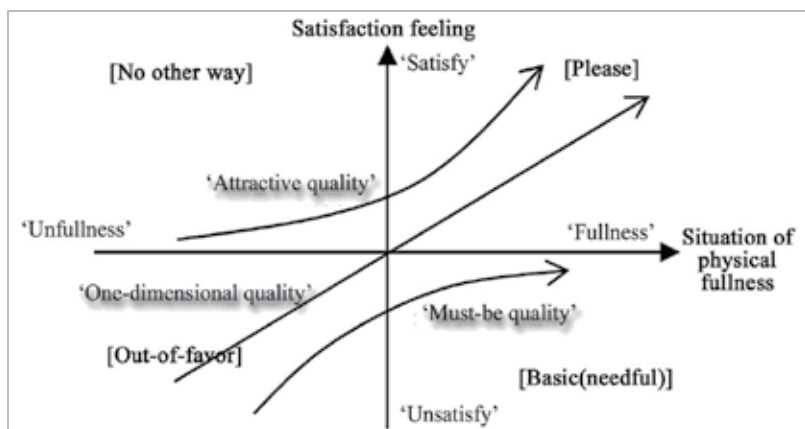 Satisfaction feeling
[No other way]
‘Satisfy’
[Please]
‘Attractive quality’
‘Unfullness’
‘Fullness’
Situation of
physical
fullness
‘One-dimensional quality’
‘Must-be quality’
[Out-of-favor]
[Basic(needful)]
‘Unsatisfy’